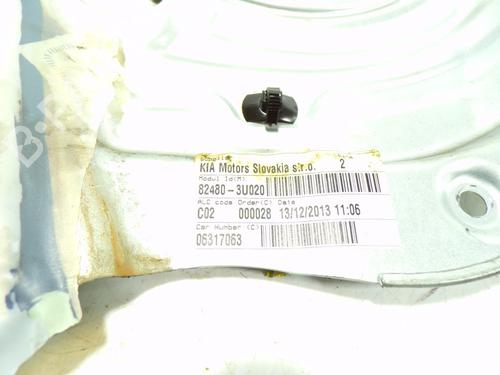 Supplier
KIA Motors Slovakia s.r.o. 2
Modul Id(M)
82480-3U020
ALC code Order(C) Date
C02 000028 13/12/2013 11:06
Car Number (C)
06317063